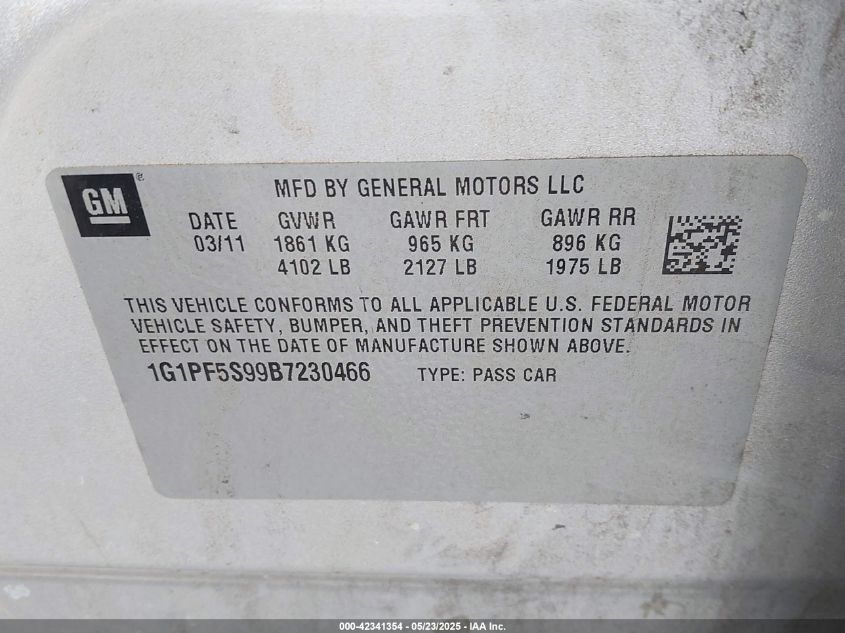 GM®
MFD BY GENERAL MOTORS LLC
DATE GVWR GAWR FRT GAWR RR
03/11 1861 KG 965 KG 896 KG
4102 LB 2127 LB 1975 LB
THIS VEHICLE CONFORMS TO ALL APPLICABLE U.S. FEDERAL MOTOR
VEHICLE SAFETY, BUMPER, AND THEFT PREVENTION STANDARDS IN
EFFECT ON THE DATE OF MANUFACTURE SHOWN ABOVE.
1G1PF5S99B7230466 TYPE: PASS CAR
000-42341354 - 05/23/2025 - IAA Inc.